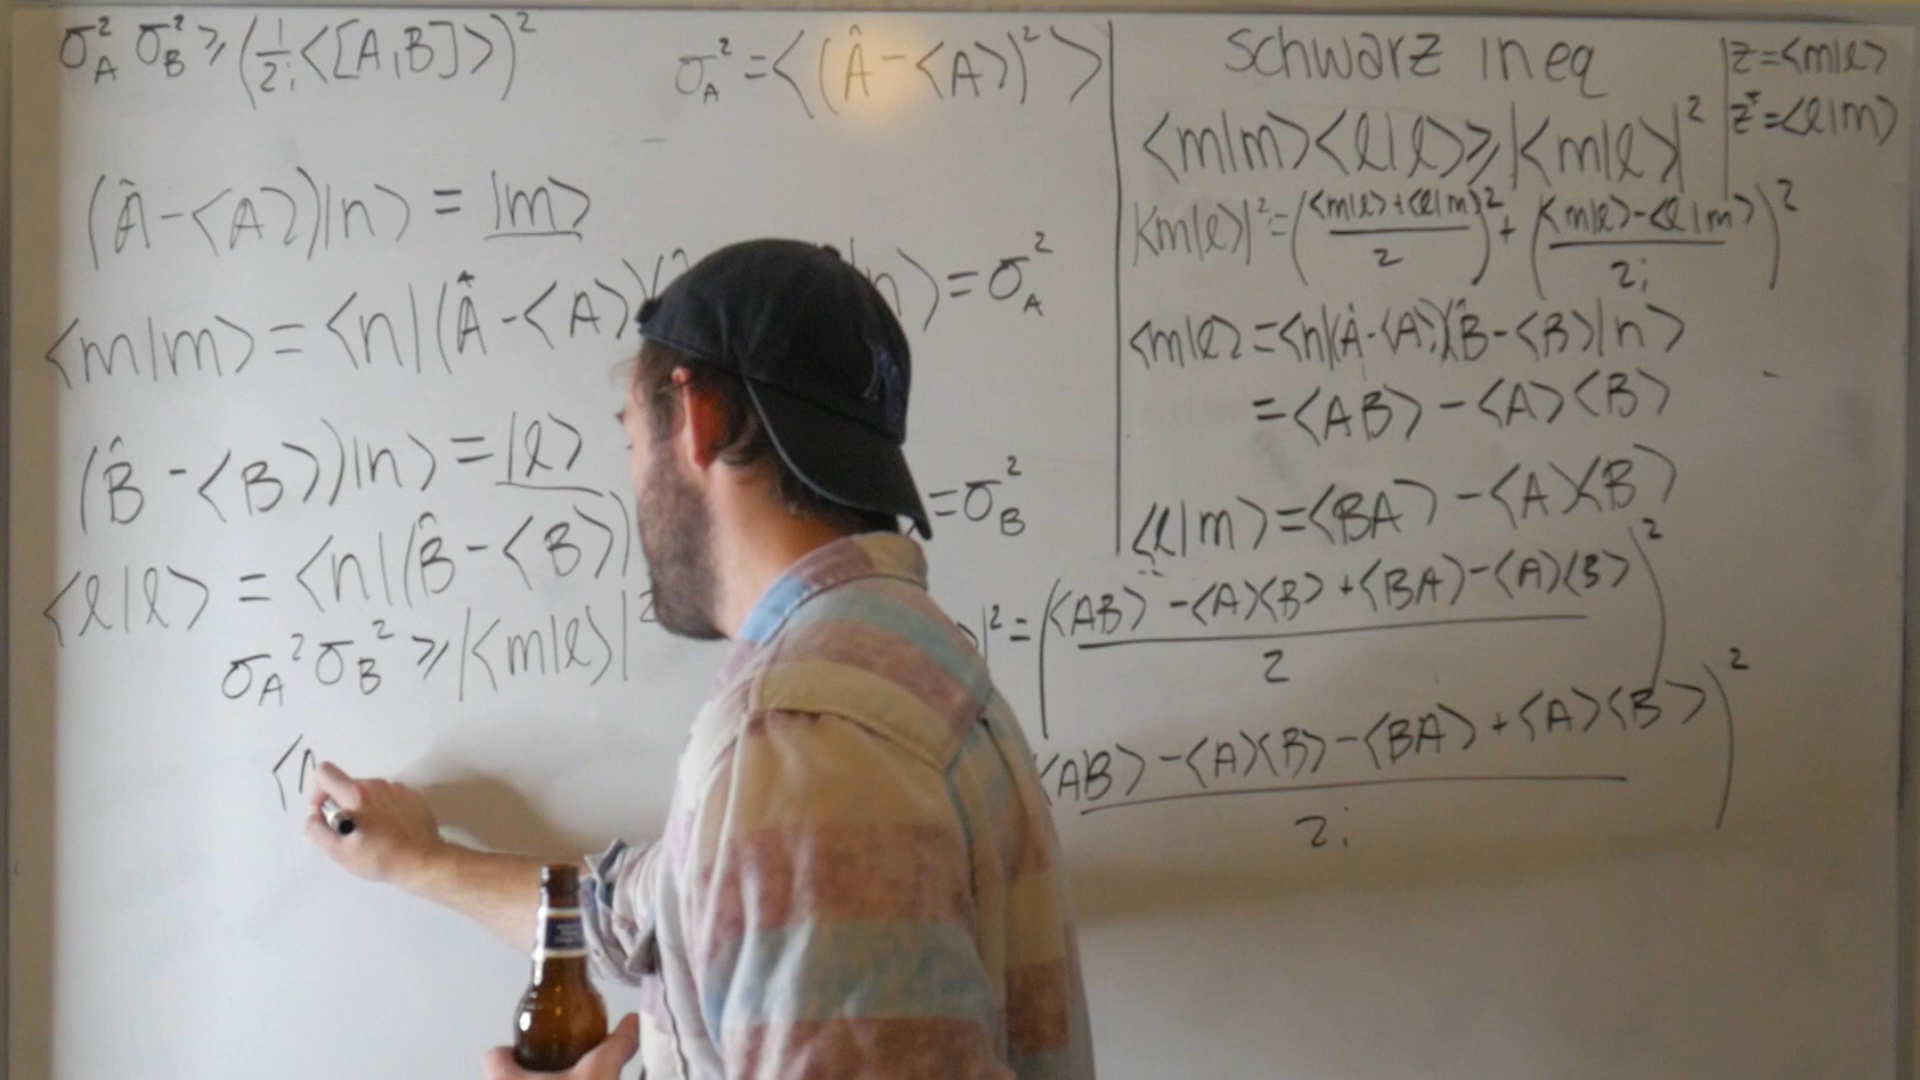 σ_A² σ_B² ≥ (1/2i <[A,B]>)²
σ_A² = <(Â - <A>)²>
(Â - <A>)|n> = |m>
<m|m> = <n|(Â - <A>)( n> = σ_A²
(B̂ - <B>)|n> = |l>
<l|l> = <n|(B̂ - <B>) = σ_B²
σ_A² σ_B² ≥ |<m|l>|²
Schwarz ineq
z = <m|l>
z* = <l|m>
<m|m><l|l> ≥ |<m|l>|²
|<m|l>|² = ((<m|l> + <l|m>)/2)² + ((<m|l> - <l|m>)/2i)²
<m|l> = <n|(Â - <A>)(B̂ - <B>)|n>
= <AB> - <A><B>
<l|m> = <BA> - <A><B>
|² = ((<AB> - <A><B> + <BA> - <A><B>)/2)²
(<AB> - <A><B> - <BA> + <A><B>)/2i)²